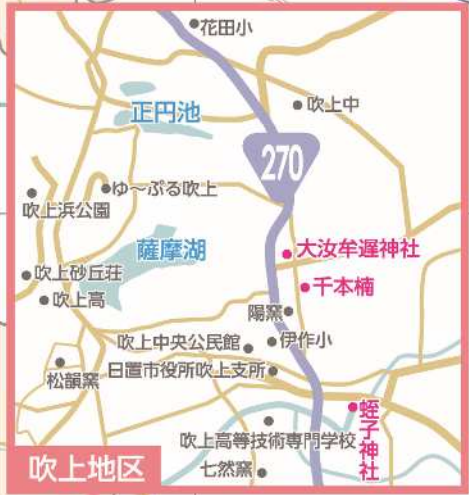 花田小
正円池
吹上中
270
ゆ〜ぷる吹上
吹上浜公園
薩摩湖
大汝牟遅神社
吹上砂丘荘
千本楠
吹上高
陽窯
吹上中央公民館
伊作小
松韻窯
日置市役所吹上支所
蛭子神社
吹上高等技術専門学校
吹上地区
七然窯